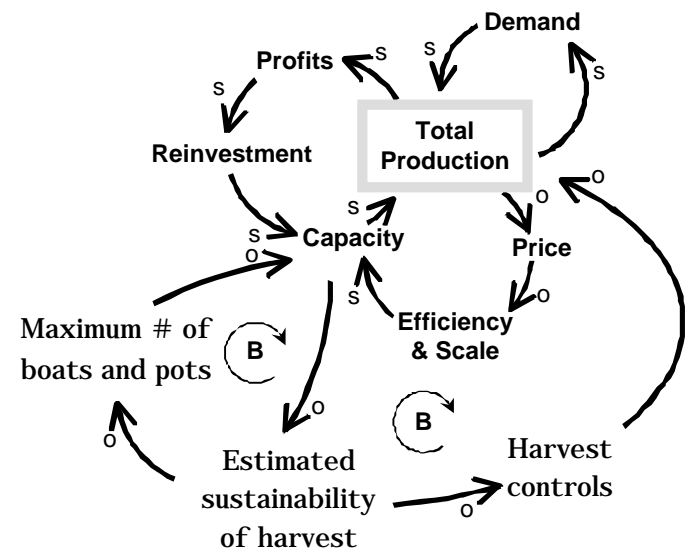 Demand
s
s
Profits
s
s
Total
Production
Reinvestment
s
o
o
s
Capacity
s
o
Price
o
s
Efficiency
& Scale
Maximum # of
boats and pots
B
o
B
o
Estimated
sustainability
of harvest
Harvest
controls
o